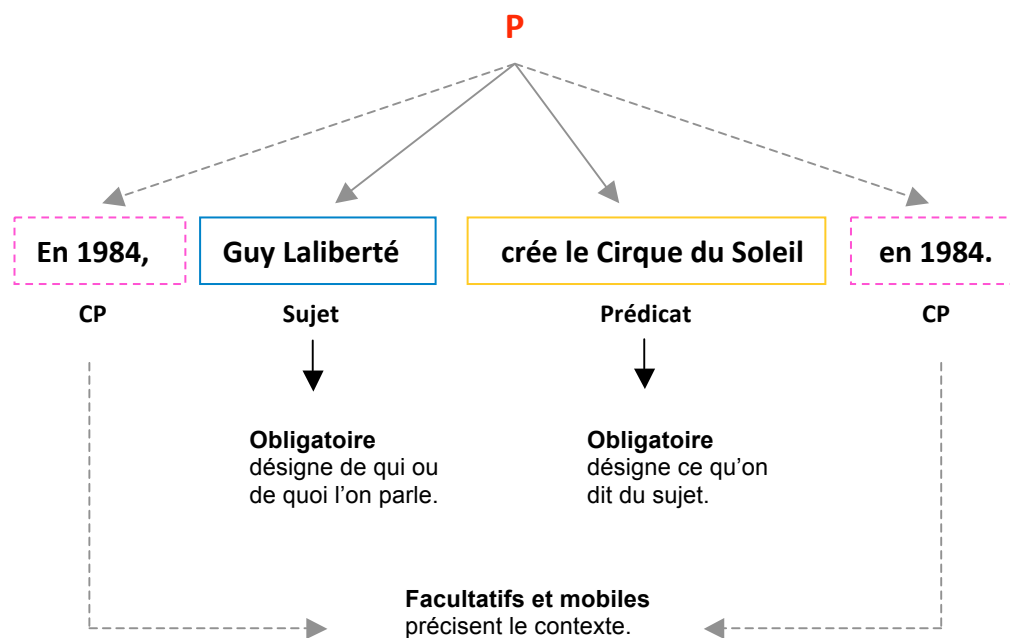 P
En 1984,
Guy Laliberté
crée le Cirque du Soleil
en 1984.
CP
Sujet
Prédicat
CP
Obligatoire
désigne de qui ou
de quoi l’on parle.
Obligatoire
désigne ce qu’on
dit du sujet.
Facultatifs et mobiles
précisent le contexte.